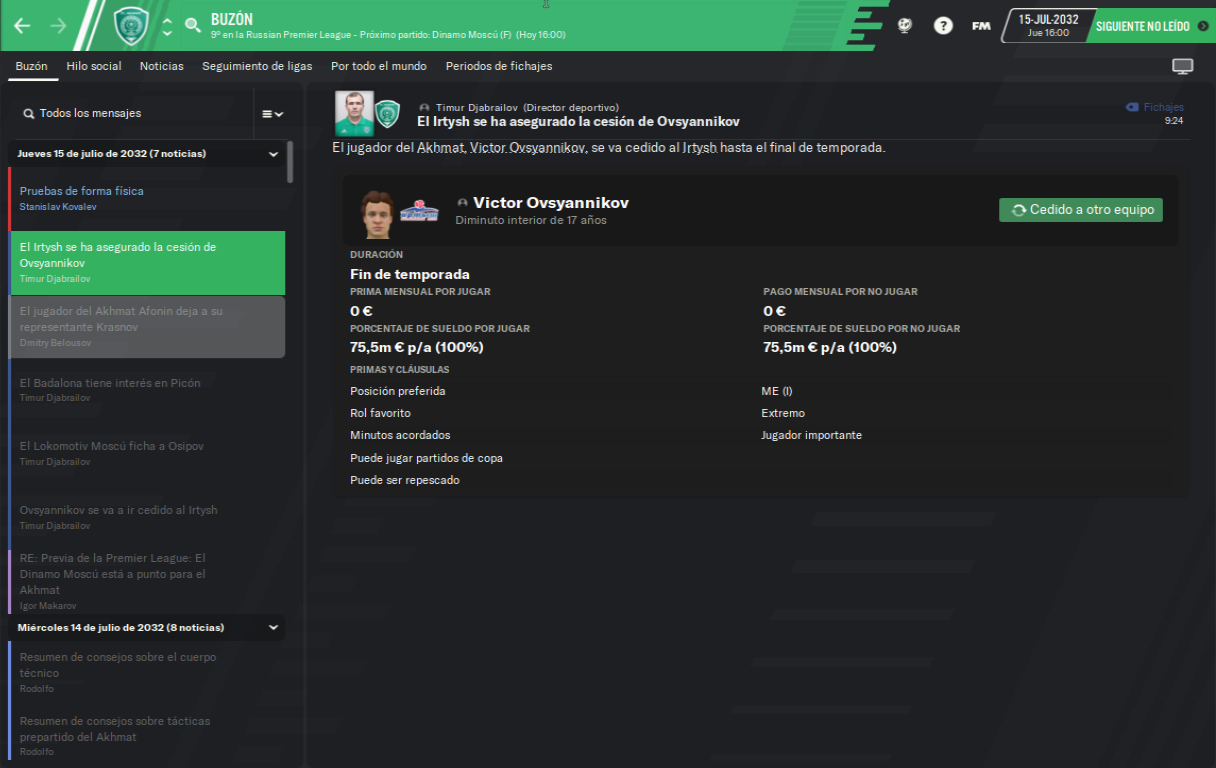 BUZÓN
9º en la Russian Premier League - Próximo partido: Dinamo Moscú (F) (Hoy 16:00)
?
FM
15-JUL-2032
Jue 16:00
SIGUIENTE NO LEÍDO
Buzón
Hilo social
Noticias
Seguimiento de ligas
Por todo el mundo
Periodos de fichajes
Todos los mensajes
Jueves 15 de julio de 2032 (7 noticias)
Pruebas de forma física
Stanislav Kovalev
El Irtysh se ha asegurado la cesión de
Ovsyannikov
Timur Djabrailov
El jugador del Akhmat Afonin deja a su
representante Krasnov
Dmitry Belousov
El Badalona tiene interés en Picón
Timur Djabrailov
El Lokomotiv Moscú ficha a Osipov
Timur Djabrailov
Ovsyannikov se va a ir cedido al Irtysh
Timur Djabrailov
RE: Previa de la Premier League: El
Dinamo Moscú está a punto para el
Akhmat
Igor Makarov
Miércoles 14 de julio de 2032 (8 noticias)
Resumen de consejos sobre el cuerpo
técnico
Rodolfo
Resumen de consejos sobre tácticas
prepartido del Akhmat
Rodolfo
Timur Djabrailov (Director deportivo)
El Irtysh se ha asegurado la cesión de Ovsyannikov
Fichajes
9:24
El jugador del Akhmat, Victor Ovsyannikov, se va cedido al Irtysh hasta el final de temporada.
Victor Ovsyannikov
Diminuto interior de 17 años
Cedido a otro equipo
DURACIÓN
Fin de temporada
PRIMA MENSUAL POR JUGAR
PAGO MENSUAL POR NO JUGAR
0 €
0 €
PORCENTAJE DE SUELDO POR JUGAR
PORCENTAJE DE SUELDO POR NO JUGAR
75,5m € p/a (100%)
75,5m € p/a (100%)
PRIMAS Y CLÁUSULAS
Posición preferida
ME (I)
Rol favorito
Extremo
Minutos acordados
Jugador importante
Puede jugar partidos de copa
Puede ser repescado